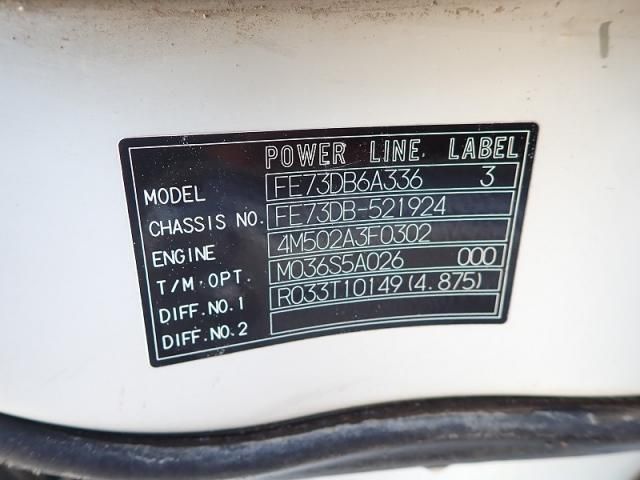 POWER LINE LABEL
MODEL FE73DB6A336 3
CHASSIS NO. FE73DB-521924
ENGINE 4M502A3F0302
T/M.OPT. M036S5A026 000
DIFF.NO.1 R033T10149(4.875)
DIFF.NO.2